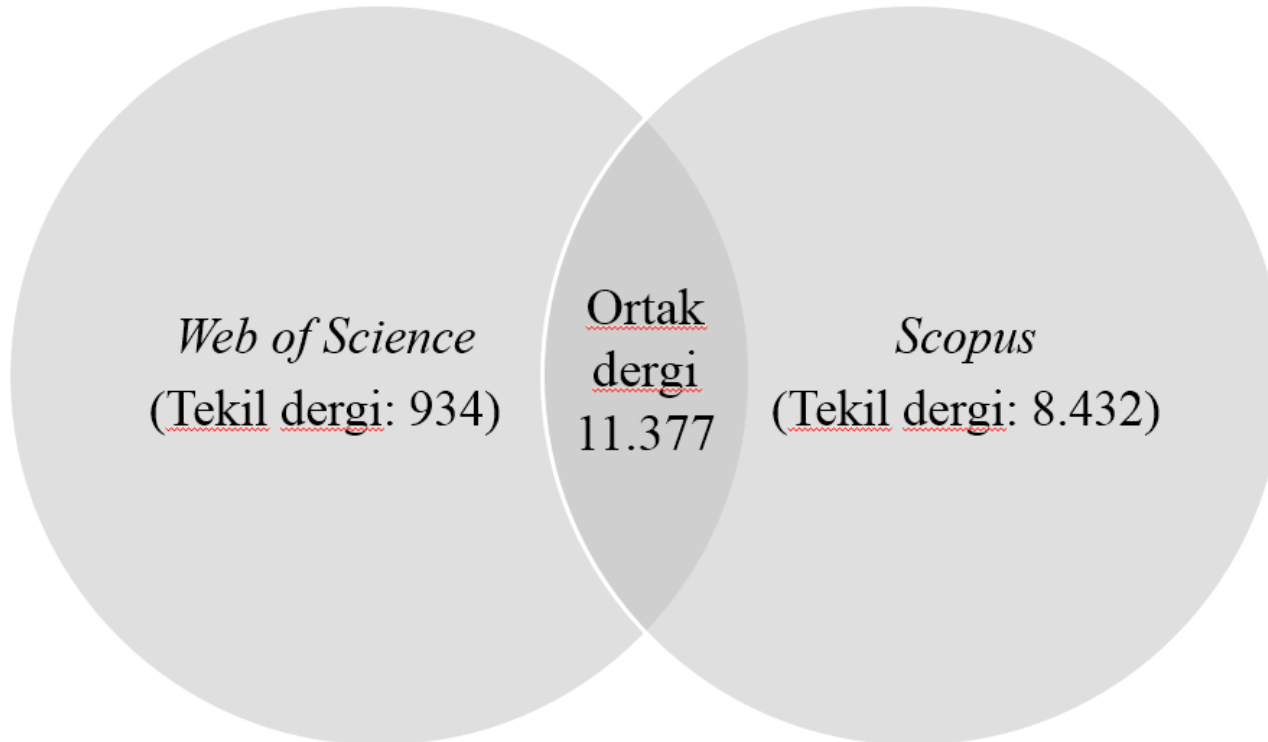 Web of Science
(Tekil dergi: 934)
Ortak
dergi
11.377
Scopus
(Tekil dergi: 8.432)